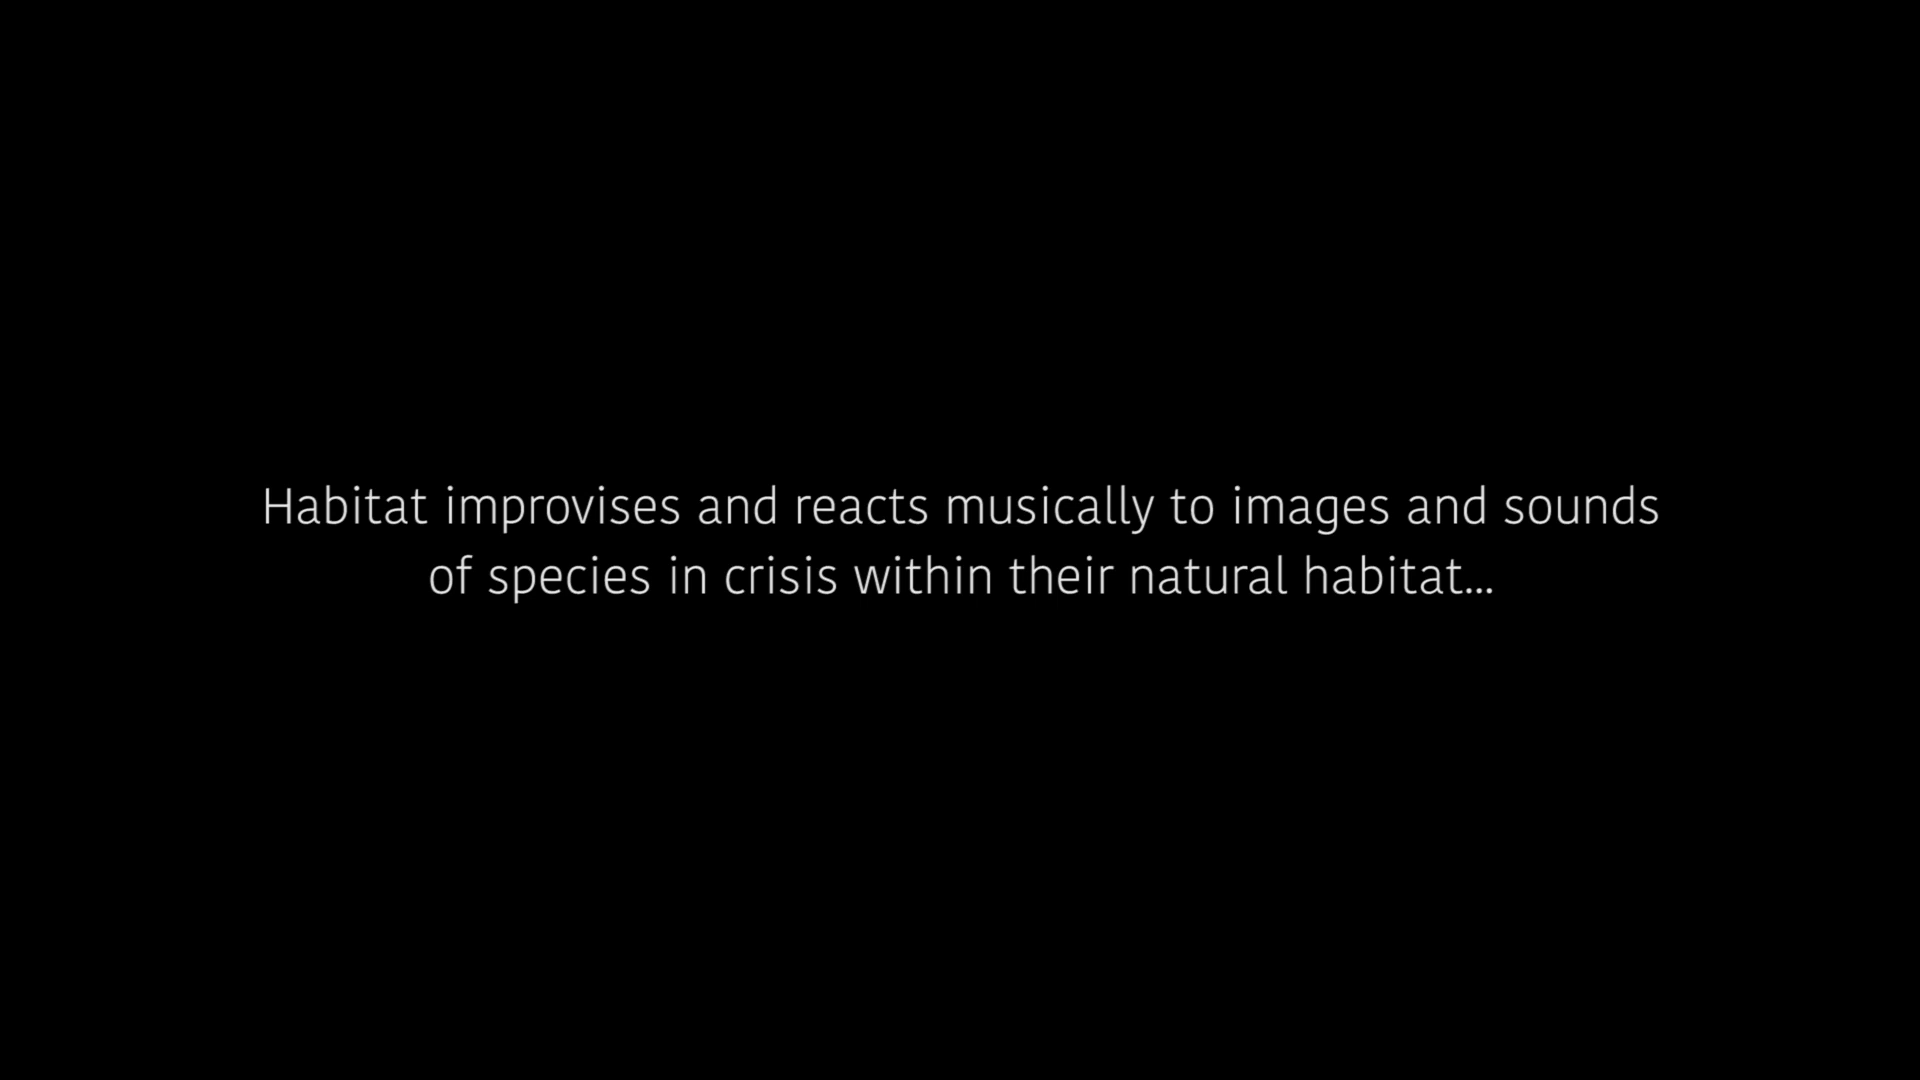 Habitat improvises and reacts musically to images and sounds
of species in crisis within their natural habitat...